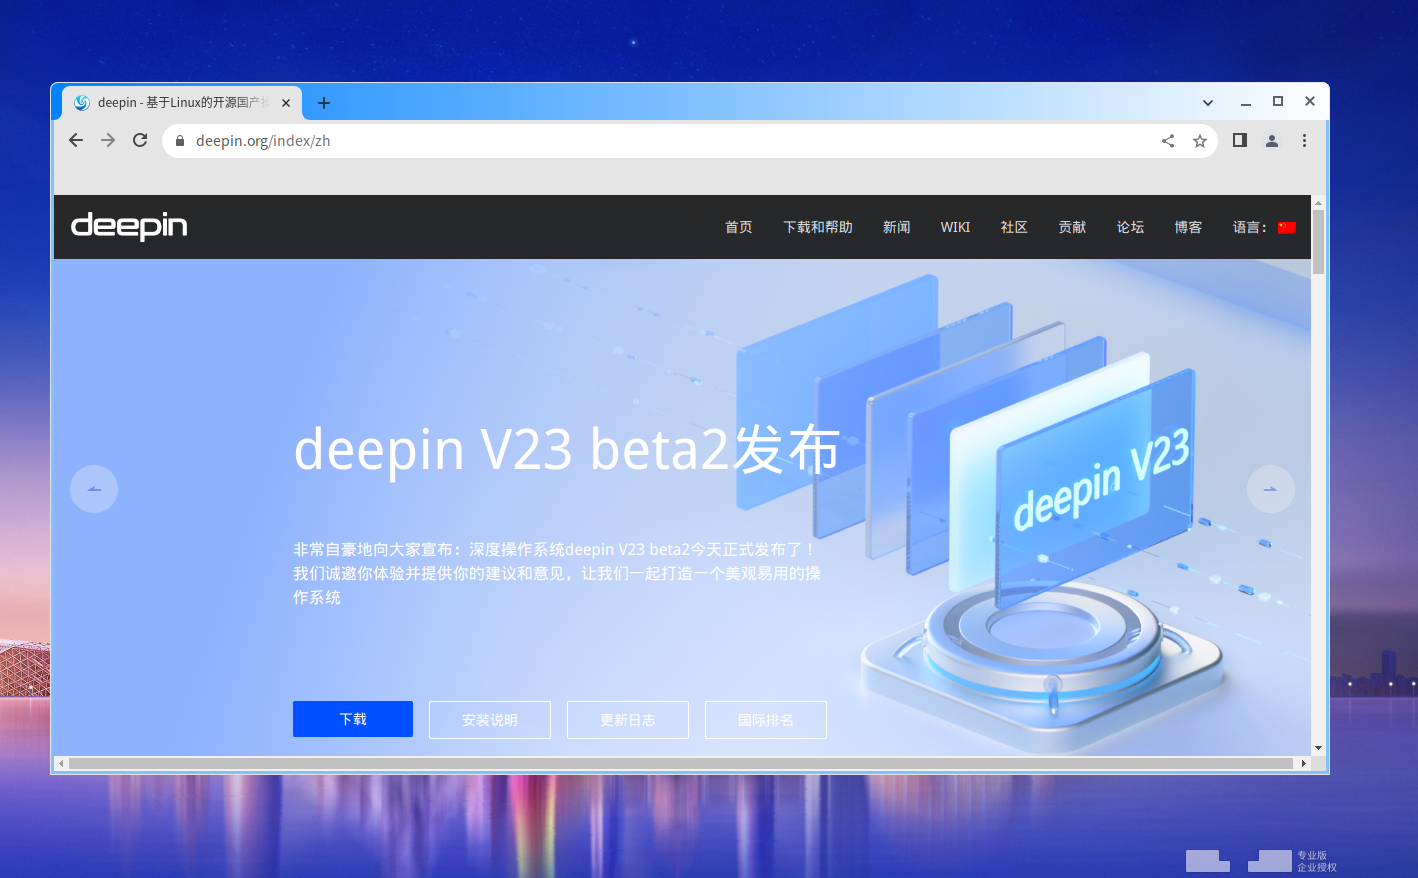 deepin - 基于Linux的开源国产
deepin.org/index/zh
deepin
首页 下载和帮助 新闻 WIKI 社区 贡献 论坛 博客 语言：
deepin V23 beta2发布
deepin V23
非常自豪地向大家宣布：深度操作系统deepin V23 beta2今天正式发布了！
我们诚邀你体验并提供你的建议和意见，让我们一起打造一个美观易用的操
作系统
下载 安装说明 更新日志 国际排名
专业版
企业授权